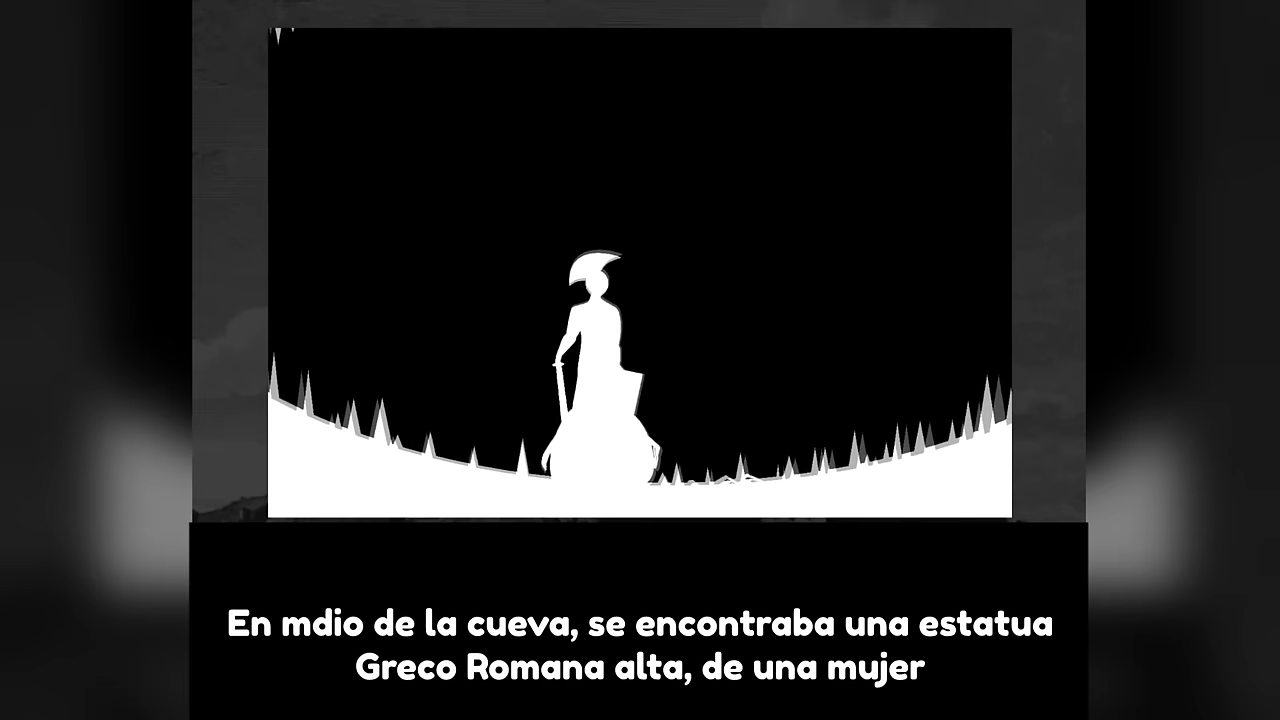 En mdio de la cueva, se encontraba una estatua
Greco Romana alta, de una mujer